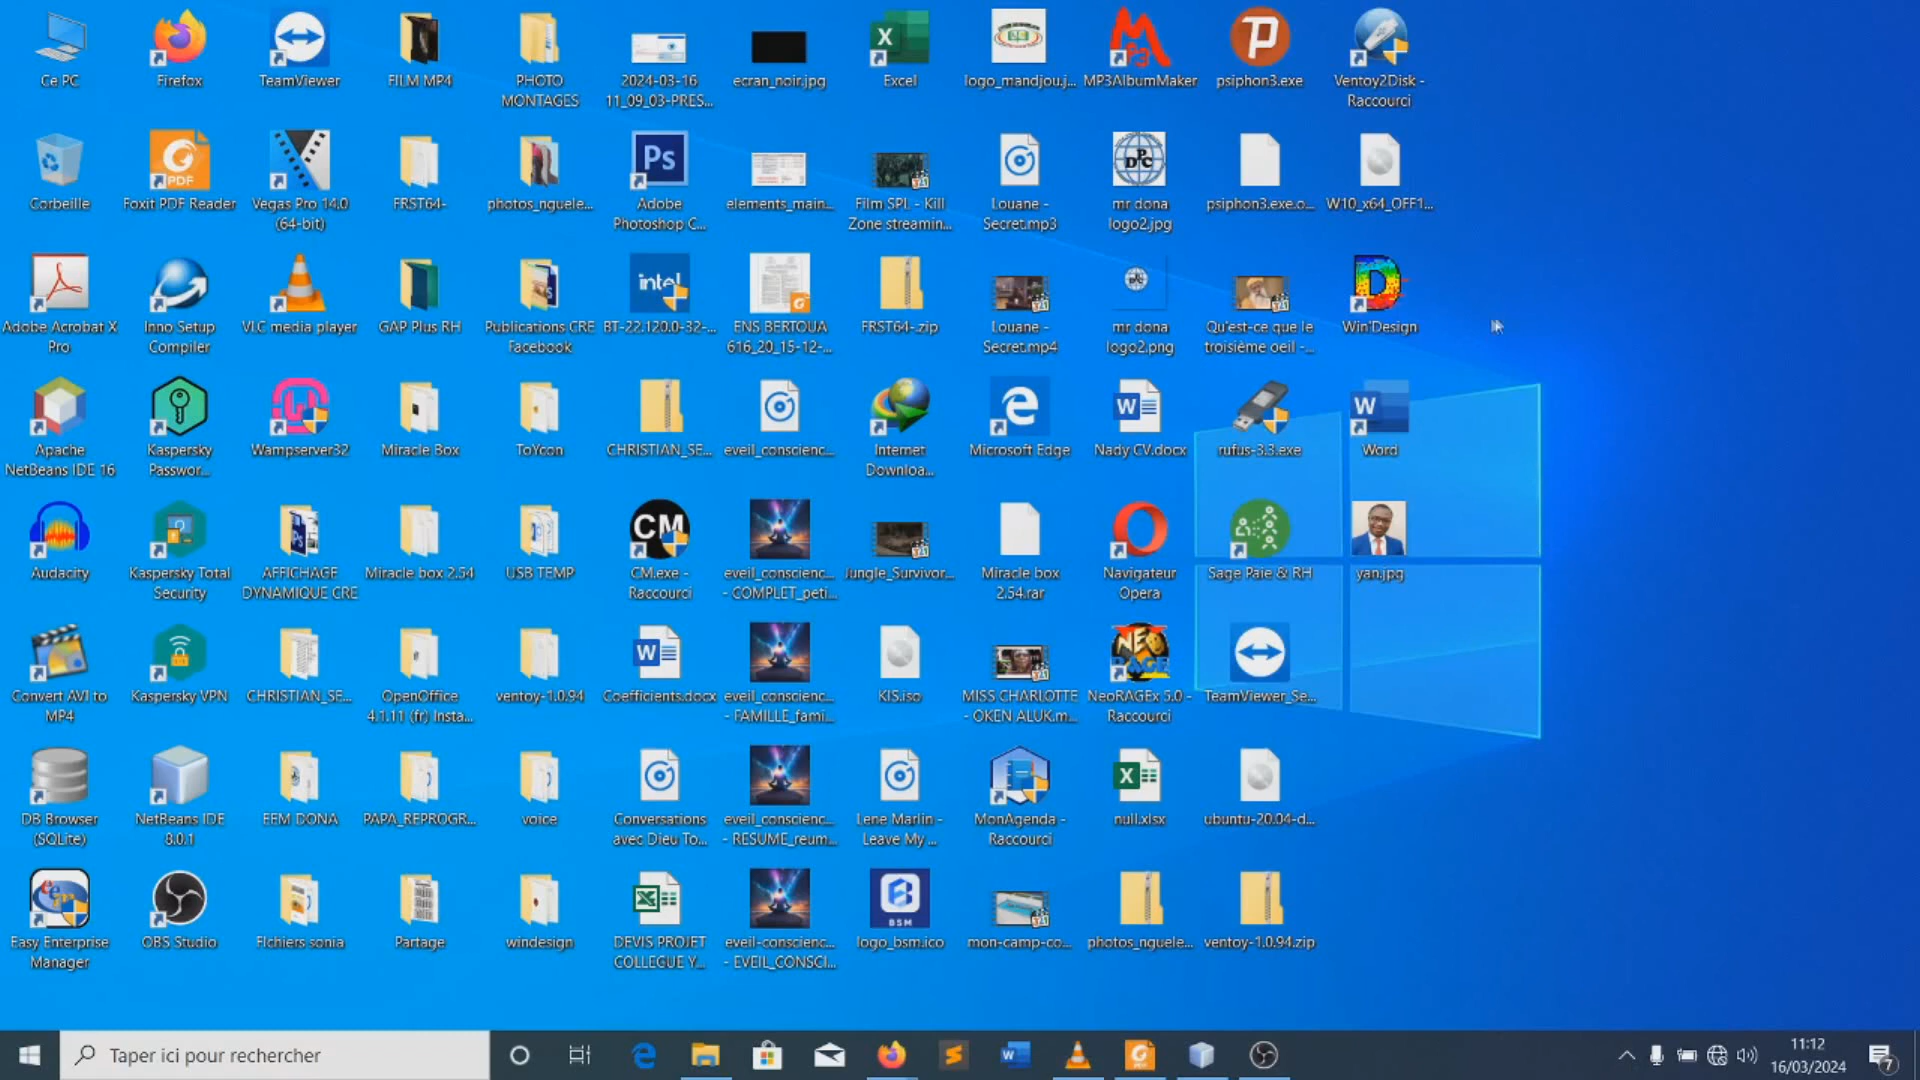 Ce PC
Firefox
TeamViewer
FILM MP4
PHOTO
MONTAGES
2024-03-16
11_09_03-PRES...
ecran_noir.jpg
Excel
logo_mandjou.j...
MP3AlbumMaker
psiphon3.exe
Ventoy2Disk -
Raccourci
Corbeille
Foxit PDF Reader
Vegas Pro 14.0
(64-bit)
FRST64-
photos_nguele...
Adobe
Photoshop C...
elements_main...
Film SPL - Kill
Zone streamin...
Louane -
Secret.mp3
mr dona
logo2.jpg
psiphon3.exe.o...
W10_x64_OFF1...
Adobe Acrobat X
Pro
Inno Setup
Compiler
VLC media player
GAP Plus RH
Publications CRE
Facebook
BT-22.120.0-32-...
ENS BERTOUA
616_20_15-12-...
FRST64-.zip
Louane -
Secret.mp4
mr dona
logo2.png
Qu'est-ce que le
troisième oeil -...
Win'Design
Apache
NetBeans IDE 16
Kaspersky
Passwor...
Wampserver32
Miracle Box
ToYcon
CHRISTIAN_SE...
eveil_conscienc...
Internet
Downloa...
Microsoft Edge
Nady CV.docx
rufus-3.3.exe
Word
Audacity
Kaspersky Total
Security
AFFICHAGE
DYNAMIQUE CRE
Miracle box 2.54
USB TEMP
CM.exe -
Raccourci
eveil_conscienc...
- COMPLET_peti...
Jungle_Survivor...
Miracle box
2.54.rar
Navigateur
Opera
Sage Paie & RH
yan.jpg
Convert AVI to
MP4
Kaspersky VPN
CHRISTIAN_SE...
OpenOffice
4.1.11 (fr) Insta...
ventoy-1.0.94
Coefficients.docx
eveil_conscienc...
- FAMILLE_fami...
KIS.iso
MISS CHARLOTTE
- OKEN ALUK.m...
NeoRAGEx 5.0 -
Raccourci
TeamViewer_Se...
DB Browser
(SQLite)
NetBeans IDE
8.0.1
EEM DONA
PAPA_REPROGR...
voice
Conversations
avec Dieu To...
eveil_conscienc...
- RESUME_reum...
Lene Marlin -
Leave My ...
MonAgenda -
Raccourci
null.xlsx
ubuntu-20.04-d...
Easy Enterprise
Manager
OBS Studio
FIchiers sonia
Partage
windesign
DEVIS PROJET
COLLEGUE Y...
eveil-conscienc...
- EVEIL_CONSCI...
logo_bsm.ico
mon-camp-co...
photos_nguele...
ventoy-1.0.94.zip
Taper ici pour rechercher
11:12
16/03/2024
7